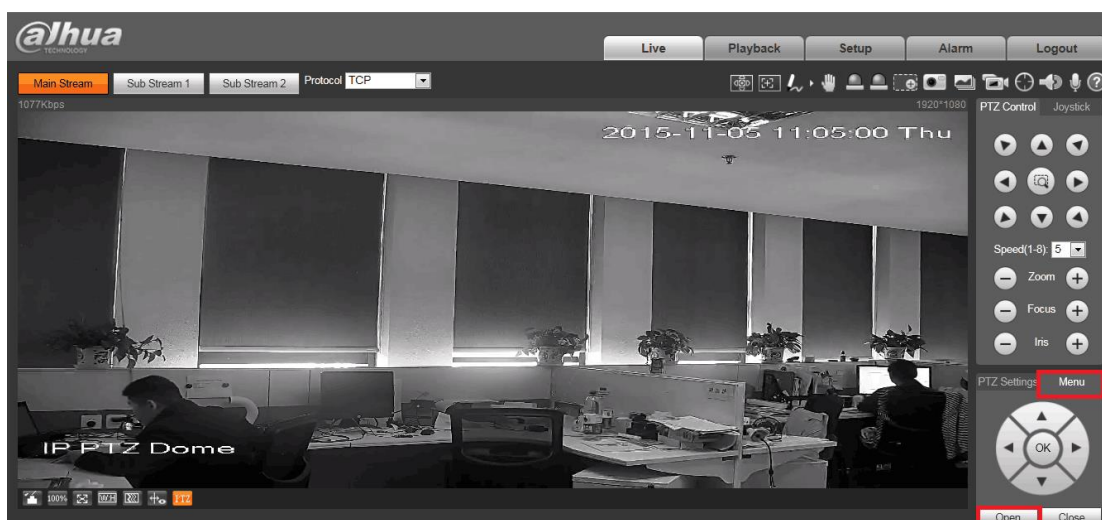 alhua
TECHNOLOGY
Live Playback Setup Alarm Logout
Main Stream Sub Stream 1 Sub Stream 2 Protocol TCP
1077Kbps 1920*1080
PTZ Control Joystick
2015-11-05 11:05:00 Thu
Speed(1-8): 5
Zoom
Focus
Iris
PTZ Settings Menu
OK
IP PTZ Dome
100% W:H PTZ
Open Close